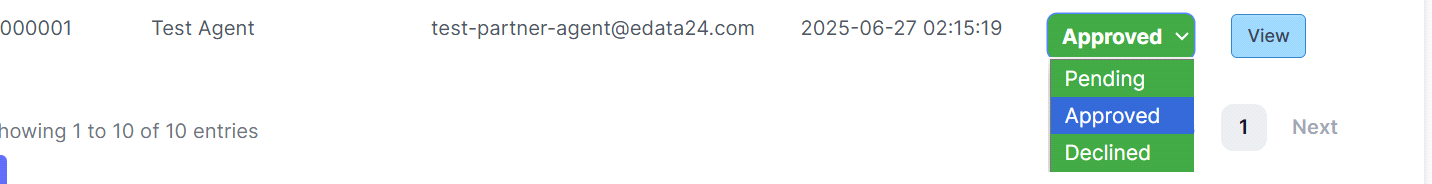 000001 Test Agent test-partner-agent@edata24.com 2025-06-27 02:15:19 Approved View
Pending
Approved
howing 1 to 10 of 10 entries 1 Next
Declined